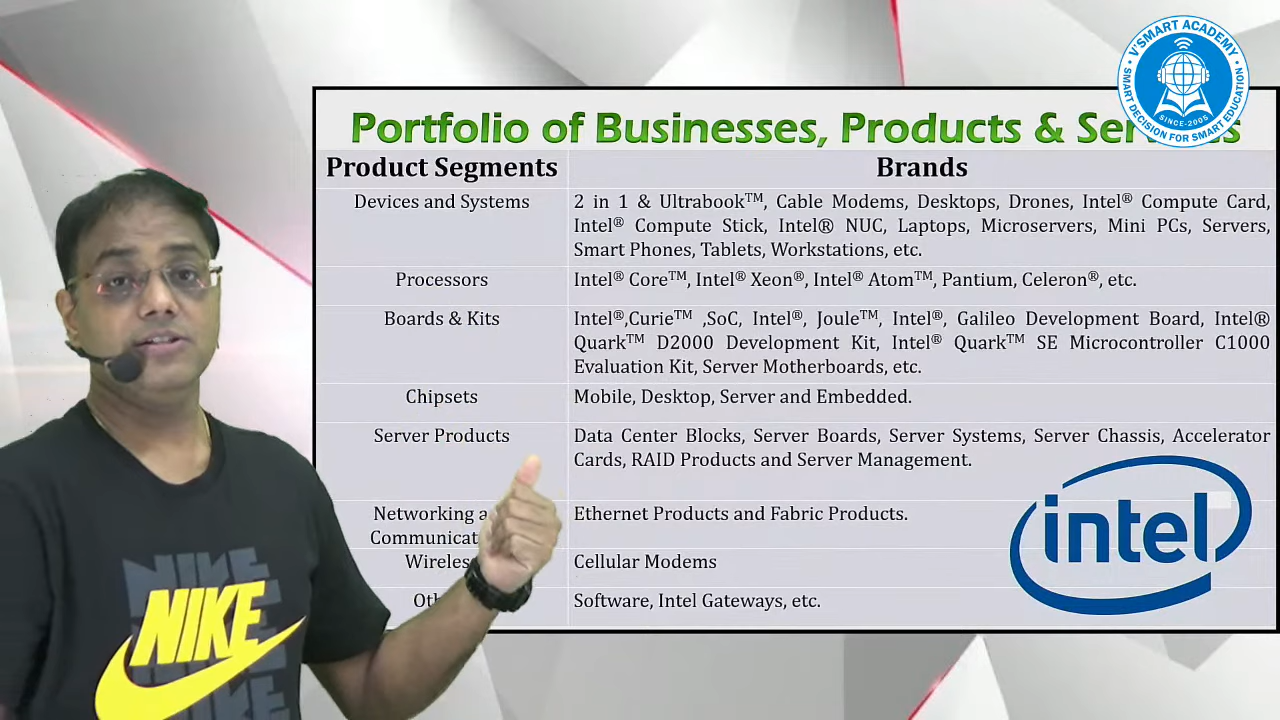 V'SMART ACADEMY
SMART DECISION FOR SMART EDUCATION
SINCE-2005
Portfolio of Businesses, Products &
Product Segments Brands
Devices and Systems
2 in 1 & Ultrabook™, Cable Modems, Desktops, Drones, Intel® Compute Card,
Intel® Compute Stick, Intel® NUC, Laptops, Microservers, Mini PCs, Servers,
Smart Phones, Tablets, Workstations, etc.
Processors
Intel® Core™, Intel® Xeon®, Intel® Atom™, Pantium, Celeron®, etc.
Boards & Kits
Intel®,Curie™ ,SoC, Intel®, Joule™, Intel®, Galileo Development Board, Intel®
Quark™ D2000 Development Kit, Intel® Quark™ SE Microcontroller C1000
Evaluation Kit, Server Motherboards, etc.
Chipsets
Mobile, Desktop, Server and Embedded.
Server Products
Data Center Blocks, Server Boards, Server Systems, Server Chassis, Accelerator
Cards, RAID Products and Server Management.
Networking
Ethernet Products and Fabric Products.
Cellular Modems
Software, Intel Gateways, etc.
intel
NIKE
NIKE
NIKE